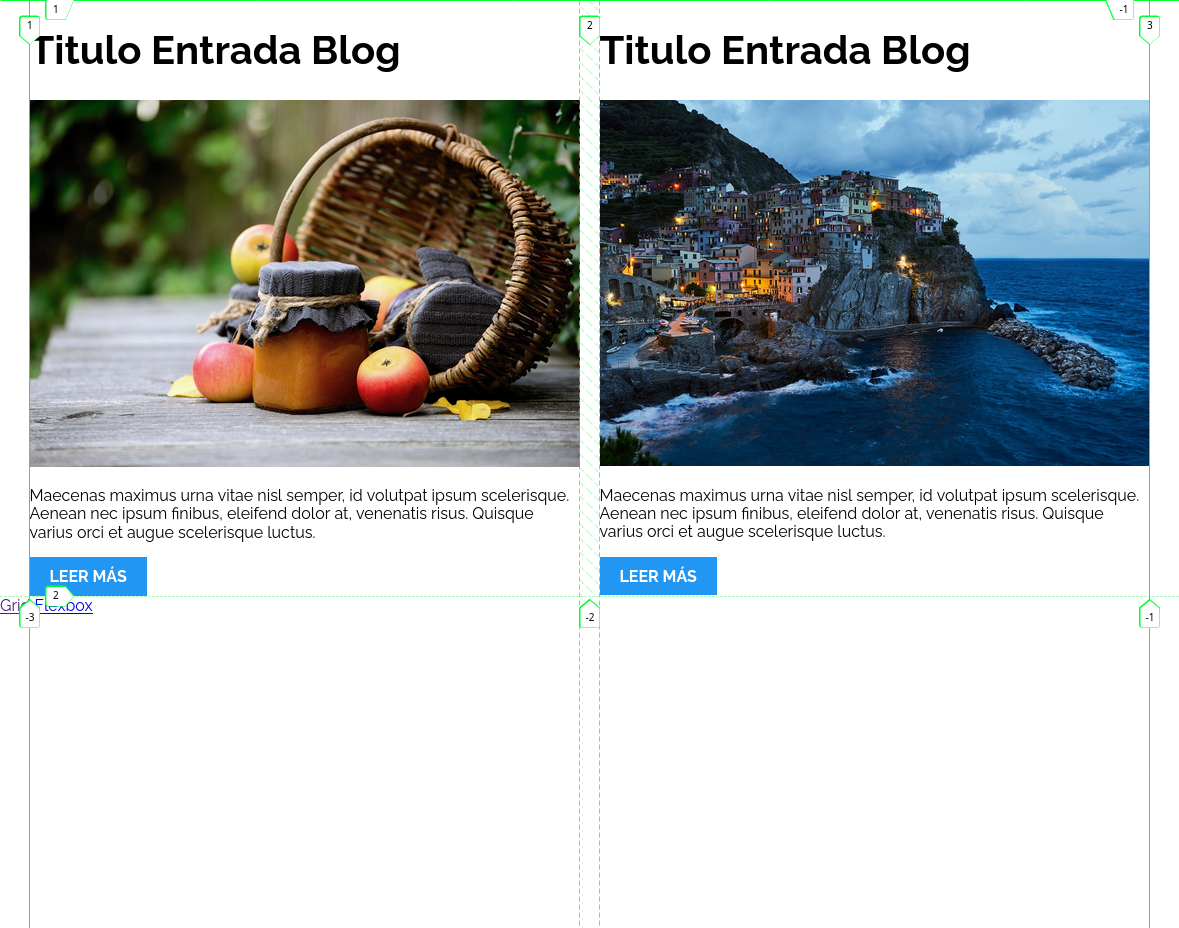 1
-1
1
2
3
Titulo Entrada Blog
Titulo Entrada Blog
Maecenas maximus urna vitae nisl semper, id volutpat ipsum scelerisque.
Aenean nec ipsum finibus, eleifend dolor at, venenatis risus. Quisque
varius orci et augue scelerisque luctus.
LEER MÁS
Maecenas maximus urna vitae nisl semper, id volutpat ipsum scelerisque.
Aenean nec ipsum finibus, eleifend dolor at, venenatis risus. Quisque
varius orci et augue scelerisque luctus.
LEER MÁS
2
Grid Flexbox
-3
-2
-1